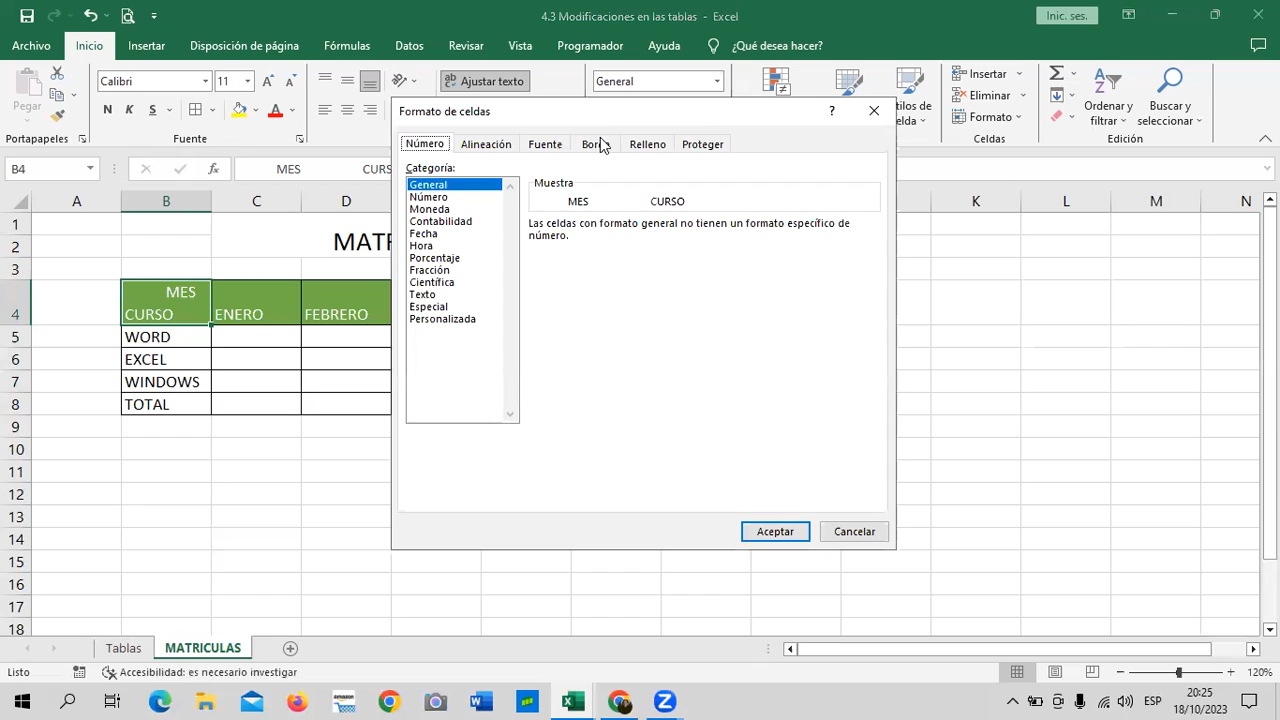 4.3 Modificaciones en las tablas - Excel
Inic. ses.
Archivo Inicio Insertar Disposición de página Fórmulas Datos Revisar Vista Programador Ayuda ¿Qué desea hacer?
Pegar
Calibri 11
N K S
Ajustar texto
General
Insertar
Eliminar
Formato
Ordenar y filtrar
Buscar y seleccionar
Portapapeles Fuente Celdas Edición
B4 fx MES CURS
Formato de celdas ?
Número Alineación Fuente Borde Relleno Proteger
Categoría:
General
Número
Moneda
Contabilidad
Fecha
Hora
Porcentaje
Fracción
Científica
Texto
Especial
Personalizada
Muestra
MES CURSO
Las celdas con formato general no tienen un formato específico de
número.
Aceptar Cancelar
A B C D K L M N
1
2 MATR
3
4 MES
CURSO ENERO FEBRERO
5 WORD
6 EXCEL
7 WINDOWS
8 TOTAL
9
10
11
12
13
14
15
16
17
18
Tablas MATRICULAS
Listo Accesibilidad: es necesario investigar 120%
ESP
20:25
18/10/2023